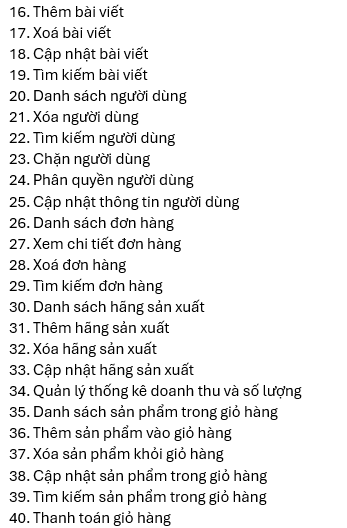 16. Thêm bài viết
17. Xoá bài viết
18. Cập nhật bài viết
19. Tìm kiếm bài viết
20. Danh sách người dùng
21. Xóa người dùng
22. Tìm kiếm người dùng
23. Chặn người dùng
24. Phân quyền người dùng
25. Cập nhật thông tin người dùng
26. Danh sách đơn hàng
27. Xem chi tiết đơn hàng
28. Xoá đơn hàng
29. Tìm kiếm đơn hàng
30. Danh sách hãng sản xuất
31. Thêm hãng sản xuất
32. Xóa hãng sản xuất
33. Cập nhật hãng sản xuất
34. Quản lý thống kê doanh thu và số lượng
35. Danh sách sản phẩm trong giỏ hàng
36. Thêm sản phẩm vào giỏ hàng
37. Xóa sản phẩm khỏi giỏ hàng
38. Cập nhật sản phẩm trong giỏ hàng
39. Tìm kiếm sản phẩm trong giỏ hàng
40. Thanh toán giỏ hàng